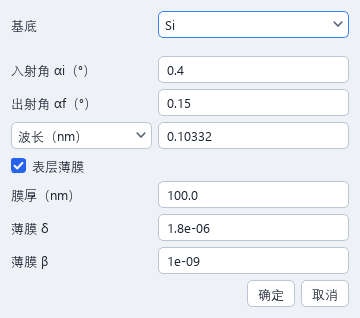 基底 Si
入射角 αi（°） 0.4
出射角 αf（°） 0.15
波长（nm） 0.10332
表层薄膜
膜厚（nm） 100.0
薄膜 δ 1.8e-06
薄膜 β 1e-09
确定 取消